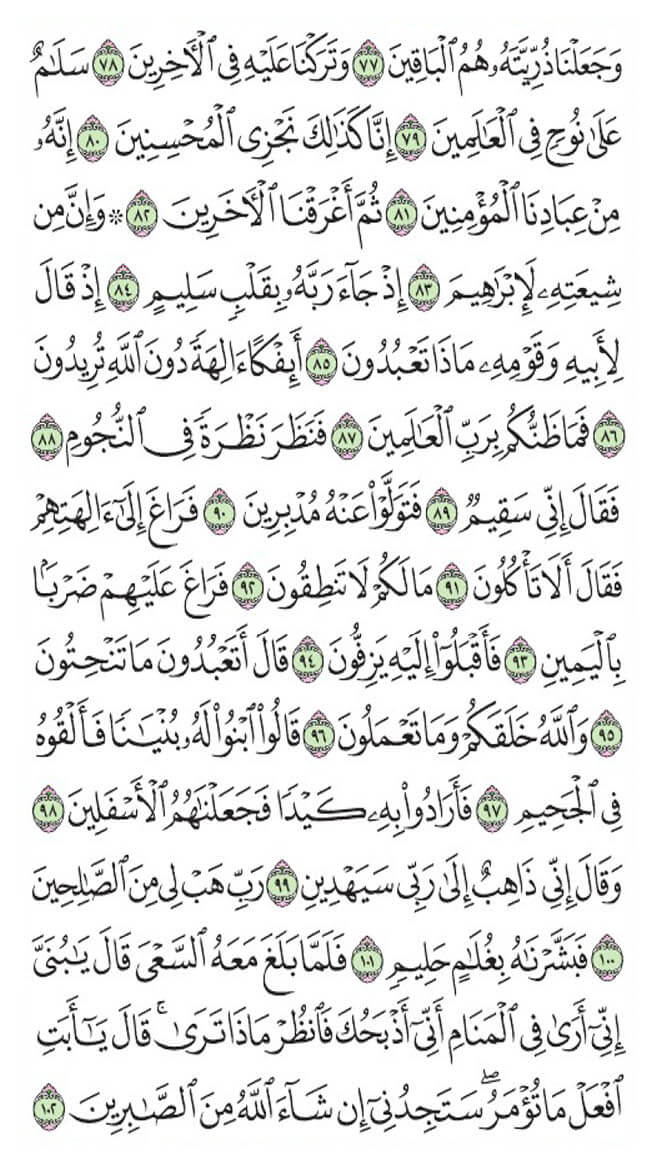 وَجَعَلۡنَا ذُرِّيَّتَهُۥ هُمُ ٱلۡبَاقِينَ ٧٧ وَتَرَكۡنَا عَلَيۡهِ فِي ٱلۡأٓخِرِينَ ٧٨ سَلَٰمٌ
عَلَىٰ نُوحٖ فِي ٱلۡعَٰلَمِينَ ٧٩ إِنَّا كَذَٰلِكَ نَجۡزِي ٱلۡمُحۡسِنِينَ ٨٠ إِنَّهُۥ
مِنۡ عِبَادِنَا ٱلۡمُؤۡمِنِينَ ٨١ ثُمَّ أَغۡرَقۡنَا ٱلۡأٓخَرِينَ ٨٢ ۞ وَإِنَّ مِن
شِيعَتِهِۦ لَإِبۡرَٰهِيمَ ٨٣ إِذۡ جَآءَ رَبَّهُۥ بِقَلۡبٖ سَلِيمٍ ٨٤ إِذۡ قَالَ
لِأَبِيهِ وَقَوۡمِهِۦ مَاذَا تَعۡبُدُونَ ٨٥ أَئِفۡكًا ءَالِهَةٗ دُونَ ٱللَّهِ تُرِيدُونَ
٨٦ فَمَا ظَنُّكُم بِرَبِّ ٱلۡعَٰلَمِينَ ٨٧ فَنَظَرَ نَظۡرَةٗ فِي ٱلنُّجُومِ ٨٨
فَقَالَ إِنِّي سَقِيمٞ ٨٩ فَتَوَلَّوۡاْ عَنۡهُ مُدۡبِرِينَ ٩٠ فَرَاغَ إِلَىٰٓ ءَالِهَتِهِمۡ
فَقَالَ أَلَا تَأۡكُلُونَ ٩١ مَا لَكُمۡ لَا تَنطِقُونَ ٩٢ فَرَاغَ عَلَيۡهِمۡ ضَرۡبَۢا
بِٱلۡيَمِينِ ٩٣ فَأَقۡبَلُوٓاْ إِلَيۡهِ يَزِفُّونَ ٩٤ قَالَ أَتَعۡبُدُونَ مَا تَنۡحِتُونَ
٩٥ وَٱللَّهُ خَلَقَكُمۡ وَمَا تَعۡمَلُونَ ٩٦ قَالُواْ ٱبۡنُواْ لَهُۥ بُنۡيَٰنٗا فَأَلۡقُوهُ
فِي ٱلۡجَحِيمِ ٩٧ فَأَرَادُواْ بِهِۦ كَيۡدٗا فَجَعَلۡنَٰهُمُ ٱلۡأَسۡفَلِينَ ٩٨
وَقَالَ إِنِّي ذَاهِبٌ إِلَىٰ رَبِّي سَيَهۡدِينِ ٩٩ رَبِّ هَبۡ لِي مِنَ ٱلصَّٰلِحِينَ
١٠٠ فَبَشَّرۡنَٰهُ بِغُلَٰمٍ حَلِيمٖ ١٠١ فَلَمَّا بَلَغَ مَعَهُ ٱلسَّعۡيَ قَالَ يَٰبُنَيَّ
إِنِّيٓ أَرَىٰ فِي ٱلۡمَنَامِ أَنِّيٓ أَذۡبَحُكَ فَٱنظُرۡ مَاذَا تَرَىٰۚ قَالَ يَٰٓأَبَتِ
ٱفۡعَلۡ مَا تُؤۡمَرُۖ سَتَجِدُنِيٓ إِن شَآءَ ٱللَّهُ مِنَ ٱلصَّٰبِرِينَ ١٠٢